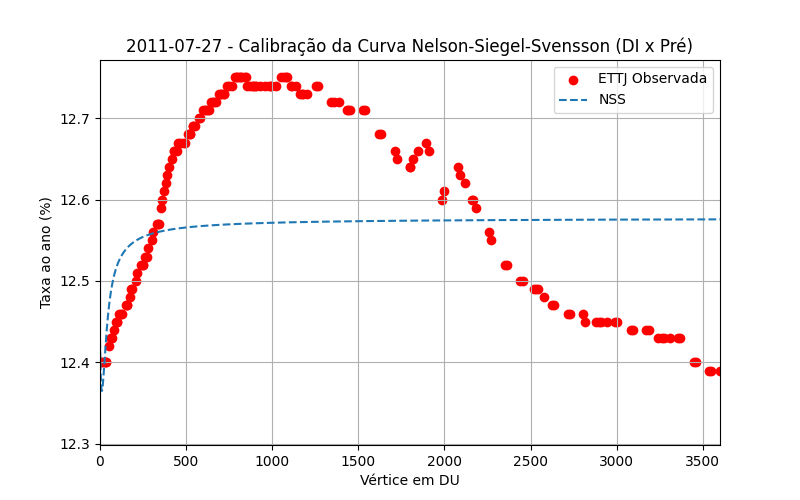 2011-07-27 - Calibração da Curva Nelson-Siegel-Svensson (DI x Pré)
ETTJ Observada
NSS
Taxa ao ano (%)
12.7
12.6
12.5
12.4
12.3
0 500 1000 1500 2000 2500 3000 3500
Vértice em DU